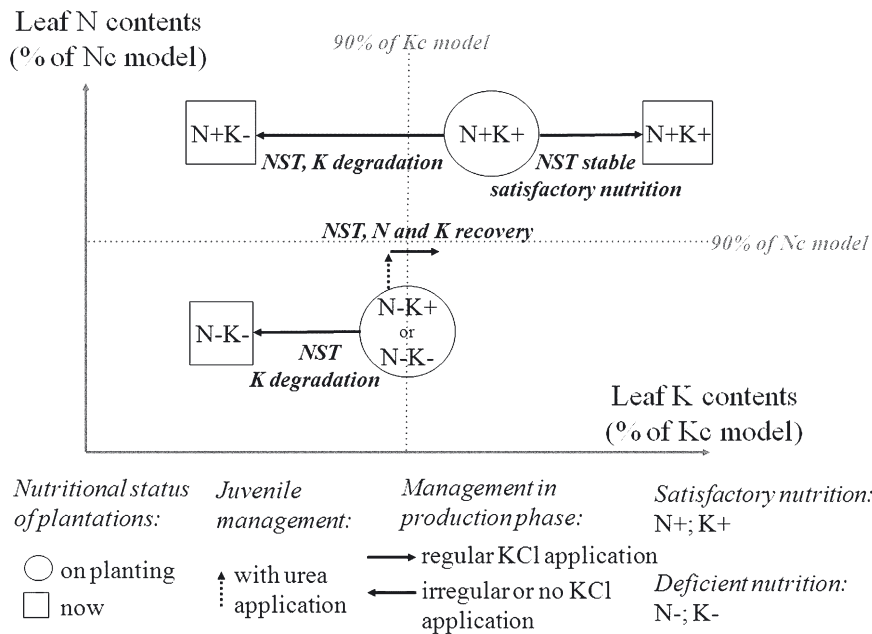 Leaf N contents
(% of Nc model)
90% of Kc model
N+K-
N+K+
N+K+
NST, K degradation
NST stable
satisfactory nutrition
NST, N and K recovery
90% of Nc model
N-K+
or
N-K-
N-K-
NST
K degradation
Leaf K contents
(% of Kc model)
Nutritional status
of plantations:
on planting
now
Juvenile
management:
with urea
application
Management in
production phase:
regular KCl application
irregular or no KCl
application
Satisfactory nutrition:
N+; K+
Deficient nutrition:
N-; K-